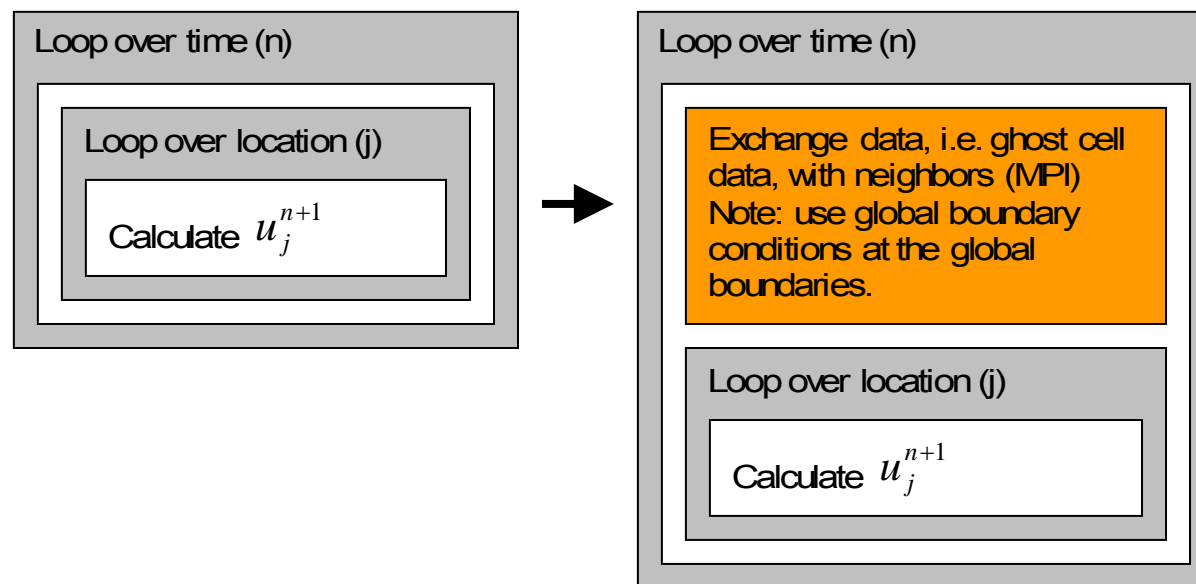 Loop over time (n)
Loop over location (j)
Calculate u_j^{n+1}
Loop over time (n)
Exchange data, i.e. ghost cell
data, with neighbors (MPI)
Note: use global boundary
conditions at the global
boundaries.
Loop over location (j)
Calculate u_j^{n+1}